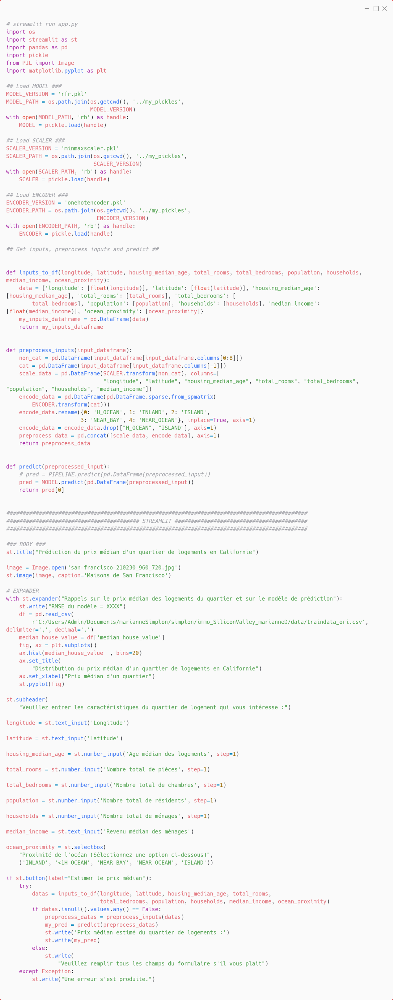 # streamlit run app.py
import os
import streamlit as st
import pandas as pd
import pickle
from PIL import Image
import matplotlib.pyplot as plt

## Load MODEL ###
MODEL_VERSION = 'rfr.pkl'
MODEL_PATH = os.path.join(os.getcwd(), '../my_pickles',
                          MODEL_VERSION)
with open(MODEL_PATH, 'rb') as handle:
    MODEL = pickle.load(handle)

## Load SCALER ###
SCALER_VERSION = 'minmaxscaler.pkl'
SCALER_PATH = os.path.join(os.getcwd(), '../my_pickles',
                           SCALER_VERSION)
with open(SCALER_PATH, 'rb') as handle:
    SCALER = pickle.load(handle)

## Load ENCODER ###
ENCODER_VERSION = 'onehotencoder.pkl'
ENCODER_PATH = os.path.join(os.getcwd(), '../my_pickles',
                            ENCODER_VERSION)
with open(ENCODER_PATH, 'rb') as handle:
    ENCODER = pickle.load(handle)

## Get inputs, preprocess inputs and predict ##


def inputs_to_df(longitude, latitude, housing_median_age, total_rooms, total_bedrooms, population, households,
median_income, ocean_proximity):
    data = {'longitude': [float(longitude)], 'latitude': [float(latitude)], 'housing_median_age':
[housing_median_age], 'total_rooms': [total_rooms], 'total_bedrooms': [
        total_bedrooms], 'population': [population], 'households': [households], 'median_income':
[float(median_income)], 'ocean_proximity': [ocean_proximity]}
    my_inputs_dataframe = pd.DataFrame(data)
    return my_inputs_dataframe


def preprocess_inputs(input_dataframe):
    non_cat = pd.DataFrame(input_dataframe[input_dataframe.columns[0:8]])
    cat = pd.DataFrame(input_dataframe[input_dataframe.columns[-1]])
    scale_data = pd.DataFrame(SCALER.transform(non_cat), columns=[
                              "longitude", "latitude", "housing_median_age", "total_rooms", "total_bedrooms",
"population", "households", "median_income"])
    encode_data = pd.DataFrame(pd.DataFrame.sparse.from_spmatrix(
        ENCODER.transform(cat)))
    encode_data.rename({0: 'H_OCEAN', 1: 'INLAND', 2: 'ISLAND',
                       3: 'NEAR_BAY', 4: 'NEAR_OCEAN'}, inplace=True, axis=1)
    encode_data = encode_data.drop(["H_OCEAN", "ISLAND"], axis=1)
    preprocess_data = pd.concat([scale_data, encode_data], axis=1)
    return preprocess_data


def predict(preprocessed_input):
    # pred = PIPELINE.predict(pd.DataFrame(preprocessed_input))
    pred = MODEL.predict(pd.DataFrame(preprocessed_input))
    return pred[0]


#############################################################################################
######################################### STREAMLIT #########################################
#############################################################################################

### BODY ###
st.title("Prédiction du prix médian d'un quartier de logements en Californie")

image = Image.open('san-francisco-210230_960_720.jpg')
st.image(image, caption='Maisons de San Francisco')

# EXPANDER
with st.expander("Rappels sur le prix médian des logements du quartier et sur le modèle de prédiction"):
    st.write("RMSE du modèle = XXXX")
    df = pd.read_csv(
        r'C:/Users/Admin/Documents/marianneSimplon/simplon/immo_SiliconValley_marianneD/data/traindata_ori.csv',
delimiter=',', decimal='.')
    median_house_value = df['median_house_value']
    fig, ax = plt.subplots()
    ax.hist(median_house_value  , bins=20)
    ax.set_title(
        "Distribution du prix médian d'un quartier de logements en Californie")
    ax.set_xlabel("Prix médian d'un quartier")
    st.pyplot(fig)

st.subheader(
    "Veuillez entrer les caractéristiques du quartier de logement qui vous intéresse :")

longitude = st.text_input('Longitude')

latitude = st.text_input('Latitude')

housing_median_age = st.number_input('Age médian des logements', step=1)

total_rooms = st.number_input('Nombre total de pièces', step=1)

total_bedrooms = st.number_input('Nombre total de chambres', step=1)

population = st.number_input('Nombre total de résidents', step=1)

households = st.number_input('Nombre total de ménages', step=1)

median_income = st.text_input('Revenu médian des ménages')

ocean_proximity = st.selectbox(
    "Proximité de l'océan (Sélectionnez une option ci-dessous)",
    ('INLAND', '<1H OCEAN', 'NEAR BAY', 'NEAR OCEAN', 'ISLAND'))

if st.button(label="Estimer le prix médian"):
    try:
        datas = inputs_to_df(longitude, latitude, housing_median_age, total_rooms,
                             total_bedrooms, population, households, median_income, ocean_proximity)
        if datas.isnull().values.any() == False:
            preprocess_datas = preprocess_inputs(datas)
            my_pred = predict(preprocess_datas)
            st.write('Prix médian estimé du quartier de logements :')
            st.write(my_pred)
        else:
            st.write(
                "Veuillez remplir tous les champs du formulaire s'il vous plait")
    except Exception:
        st.write("Une erreur s'est produite.")